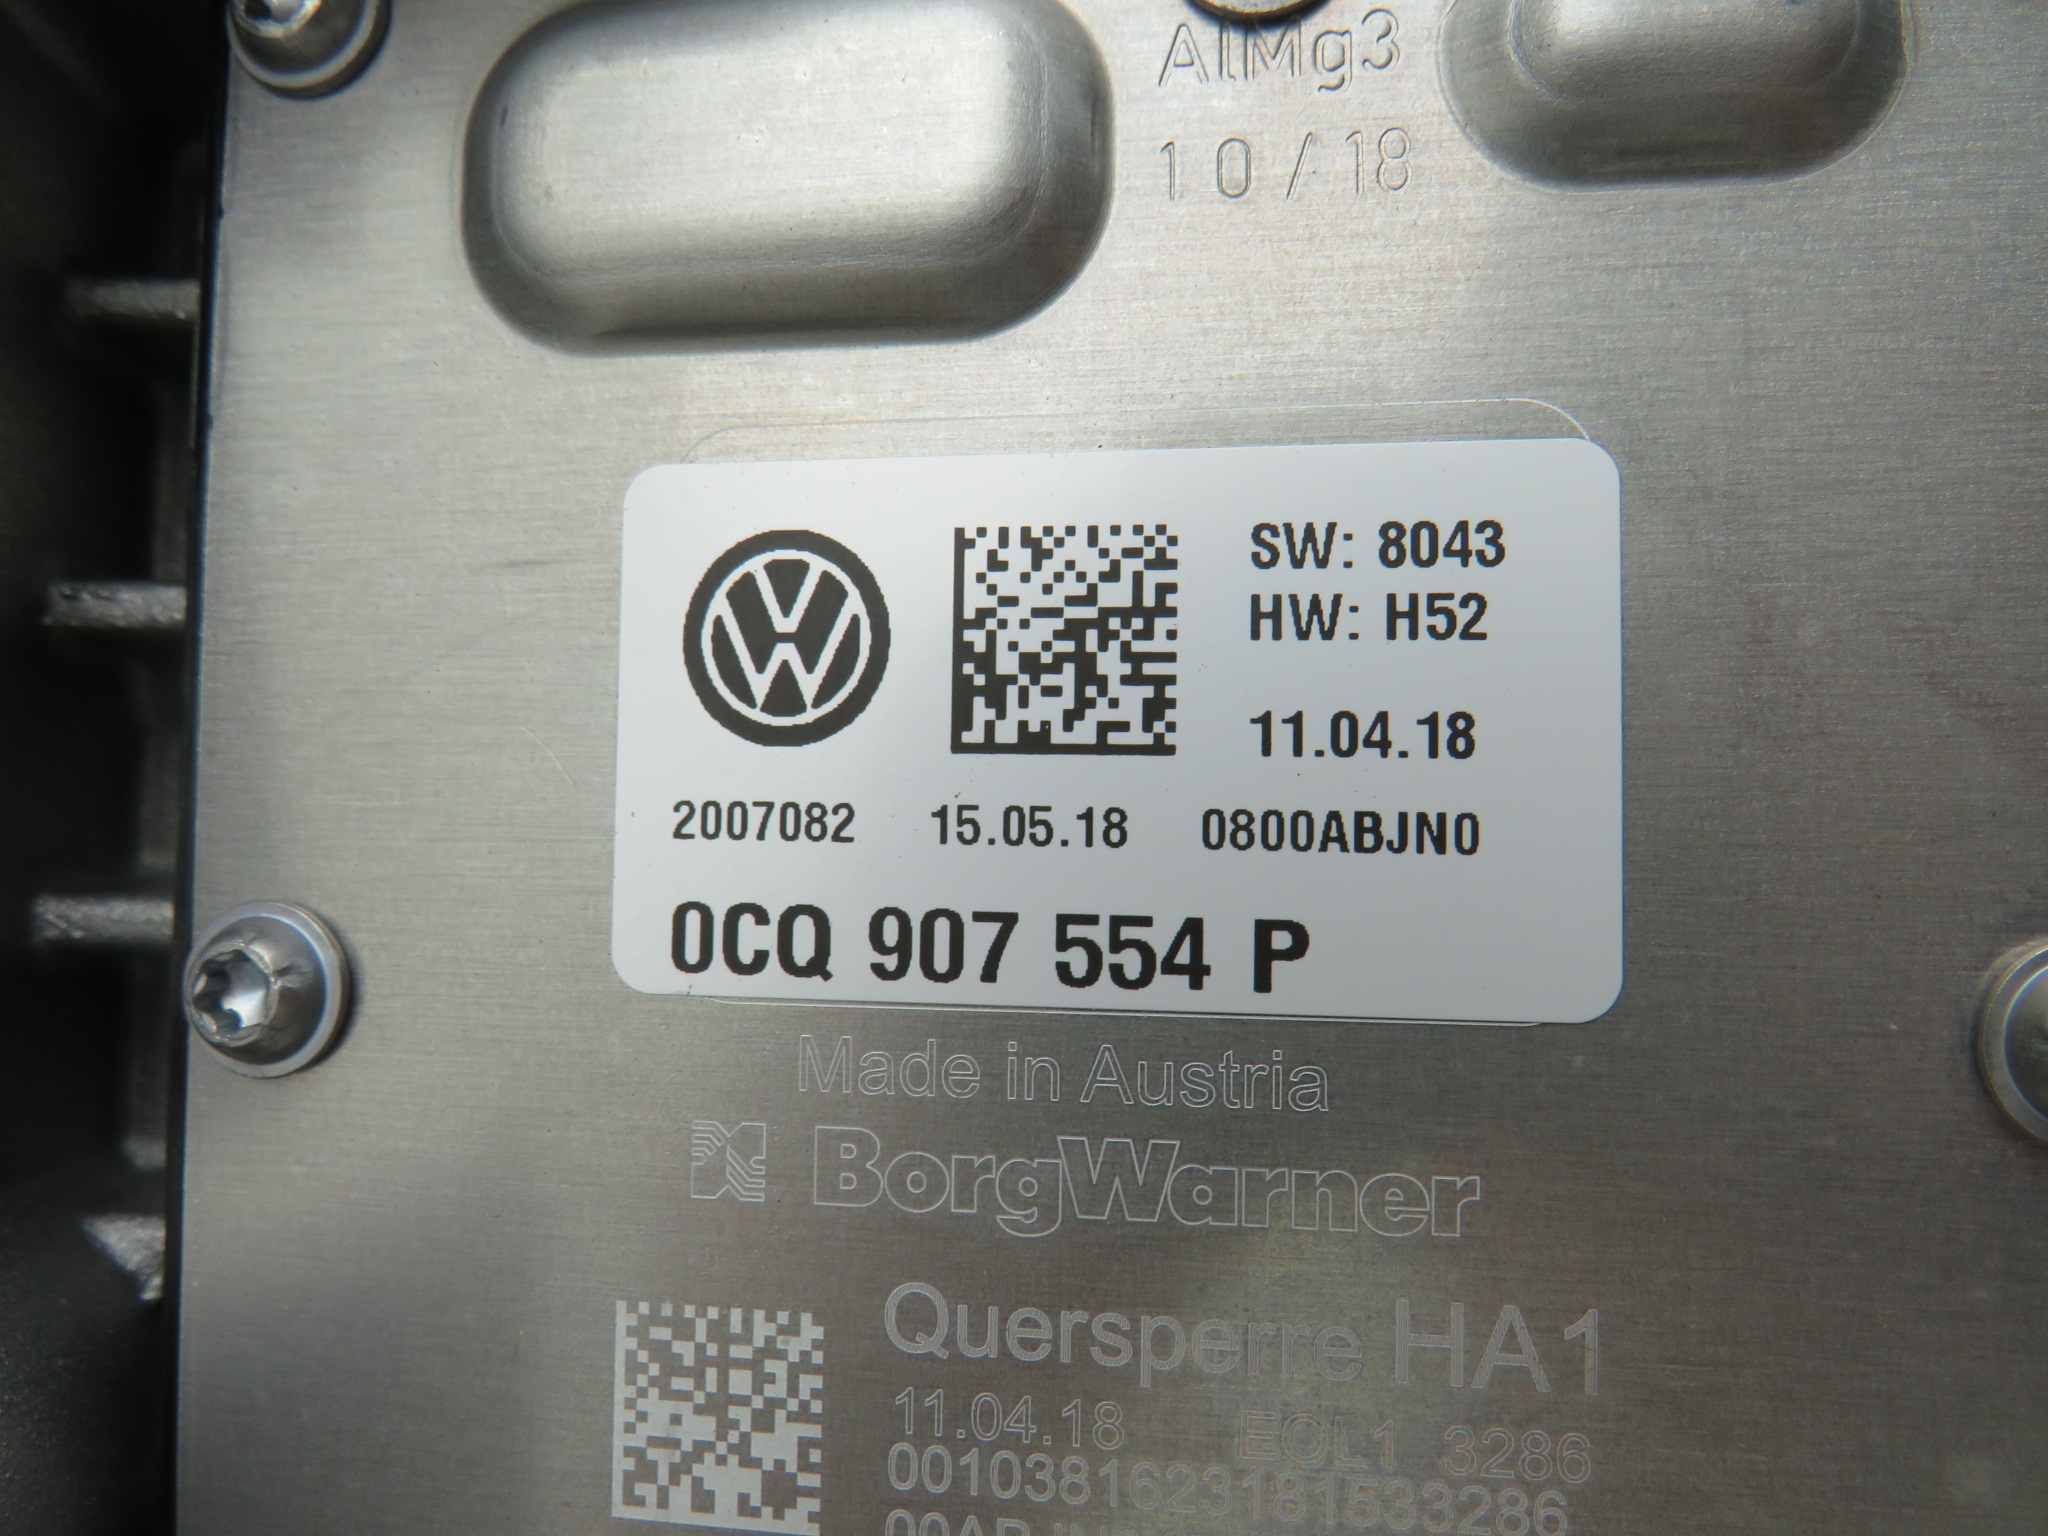 AlMg3
10/18
SW: 8043
HW: H52
11.04.18
2007082 15.05.18 0800ABJN0
0CQ 907 554 P
Made in Austria
BorgWarner
Quersperre HA1
11.04.18 EOL1 3286
0010381623181533286